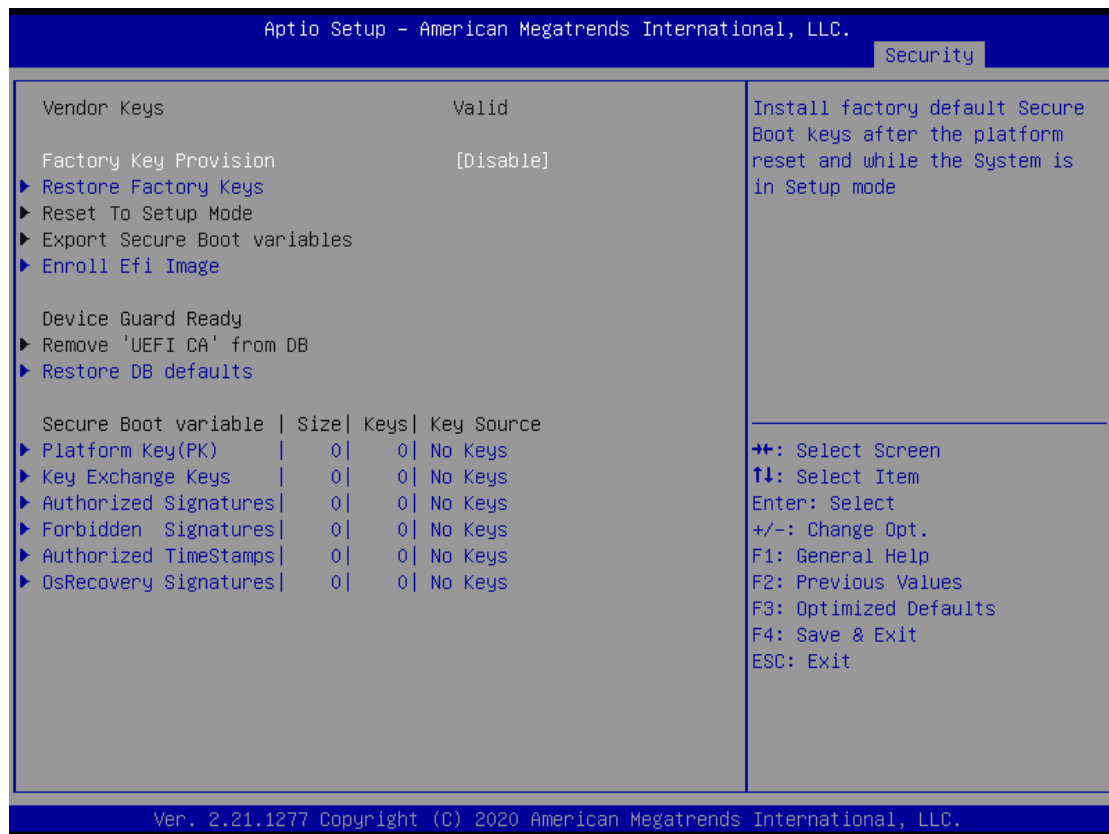 Aptio Setup – American Megatrends International, LLC.
Security
Vendor Keys Valid
Factory Key Provision [Disable]
Restore Factory Keys
Reset To Setup Mode
Export Secure Boot variables
Enroll Efi Image
Device Guard Ready
Remove 'UEFI CA' from DB
Restore DB defaults
Secure Boot variable | Size| Keys| Key Source
Platform Key(PK) | 0| 0| No Keys
Key Exchange Keys | 0| 0| No Keys
Authorized Signatures| 0| 0| No Keys
Forbidden Signatures| 0| 0| No Keys
Authorized TimeStamps| 0| 0| No Keys
OsRecovery Signatures| 0| 0| No Keys
Install factory default Secure
Boot keys after the platform
reset and while the System is
in Setup mode
→←: Select Screen
↑↓: Select Item
Enter: Select
+/-: Change Opt.
F1: General Help
F2: Previous Values
F3: Optimized Defaults
F4: Save & Exit
ESC: Exit
Ver. 2.21.1277 Copyright (C) 2020 American Megatrends International, LLC.